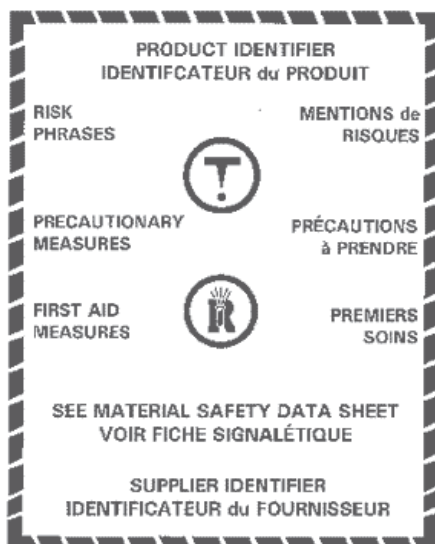 PRODUCT IDENTIFIER
IDENTIFCATEUR du PRODUIT
RISK
PHRASES
MENTIONS de
RISQUES
PRECAUTIONARY
MEASURES
PRÉCAUTIONS
à PRENDRE
FIRST AID
MEASURES
PREMIERS
SOINS
SEE MATERIAL SAFETY DATA SHEET
VOIR FICHE SIGNALÉTIQUE
SUPPLIER IDENTIFIER
IDENTIFICATEUR du FOURNISSEUR